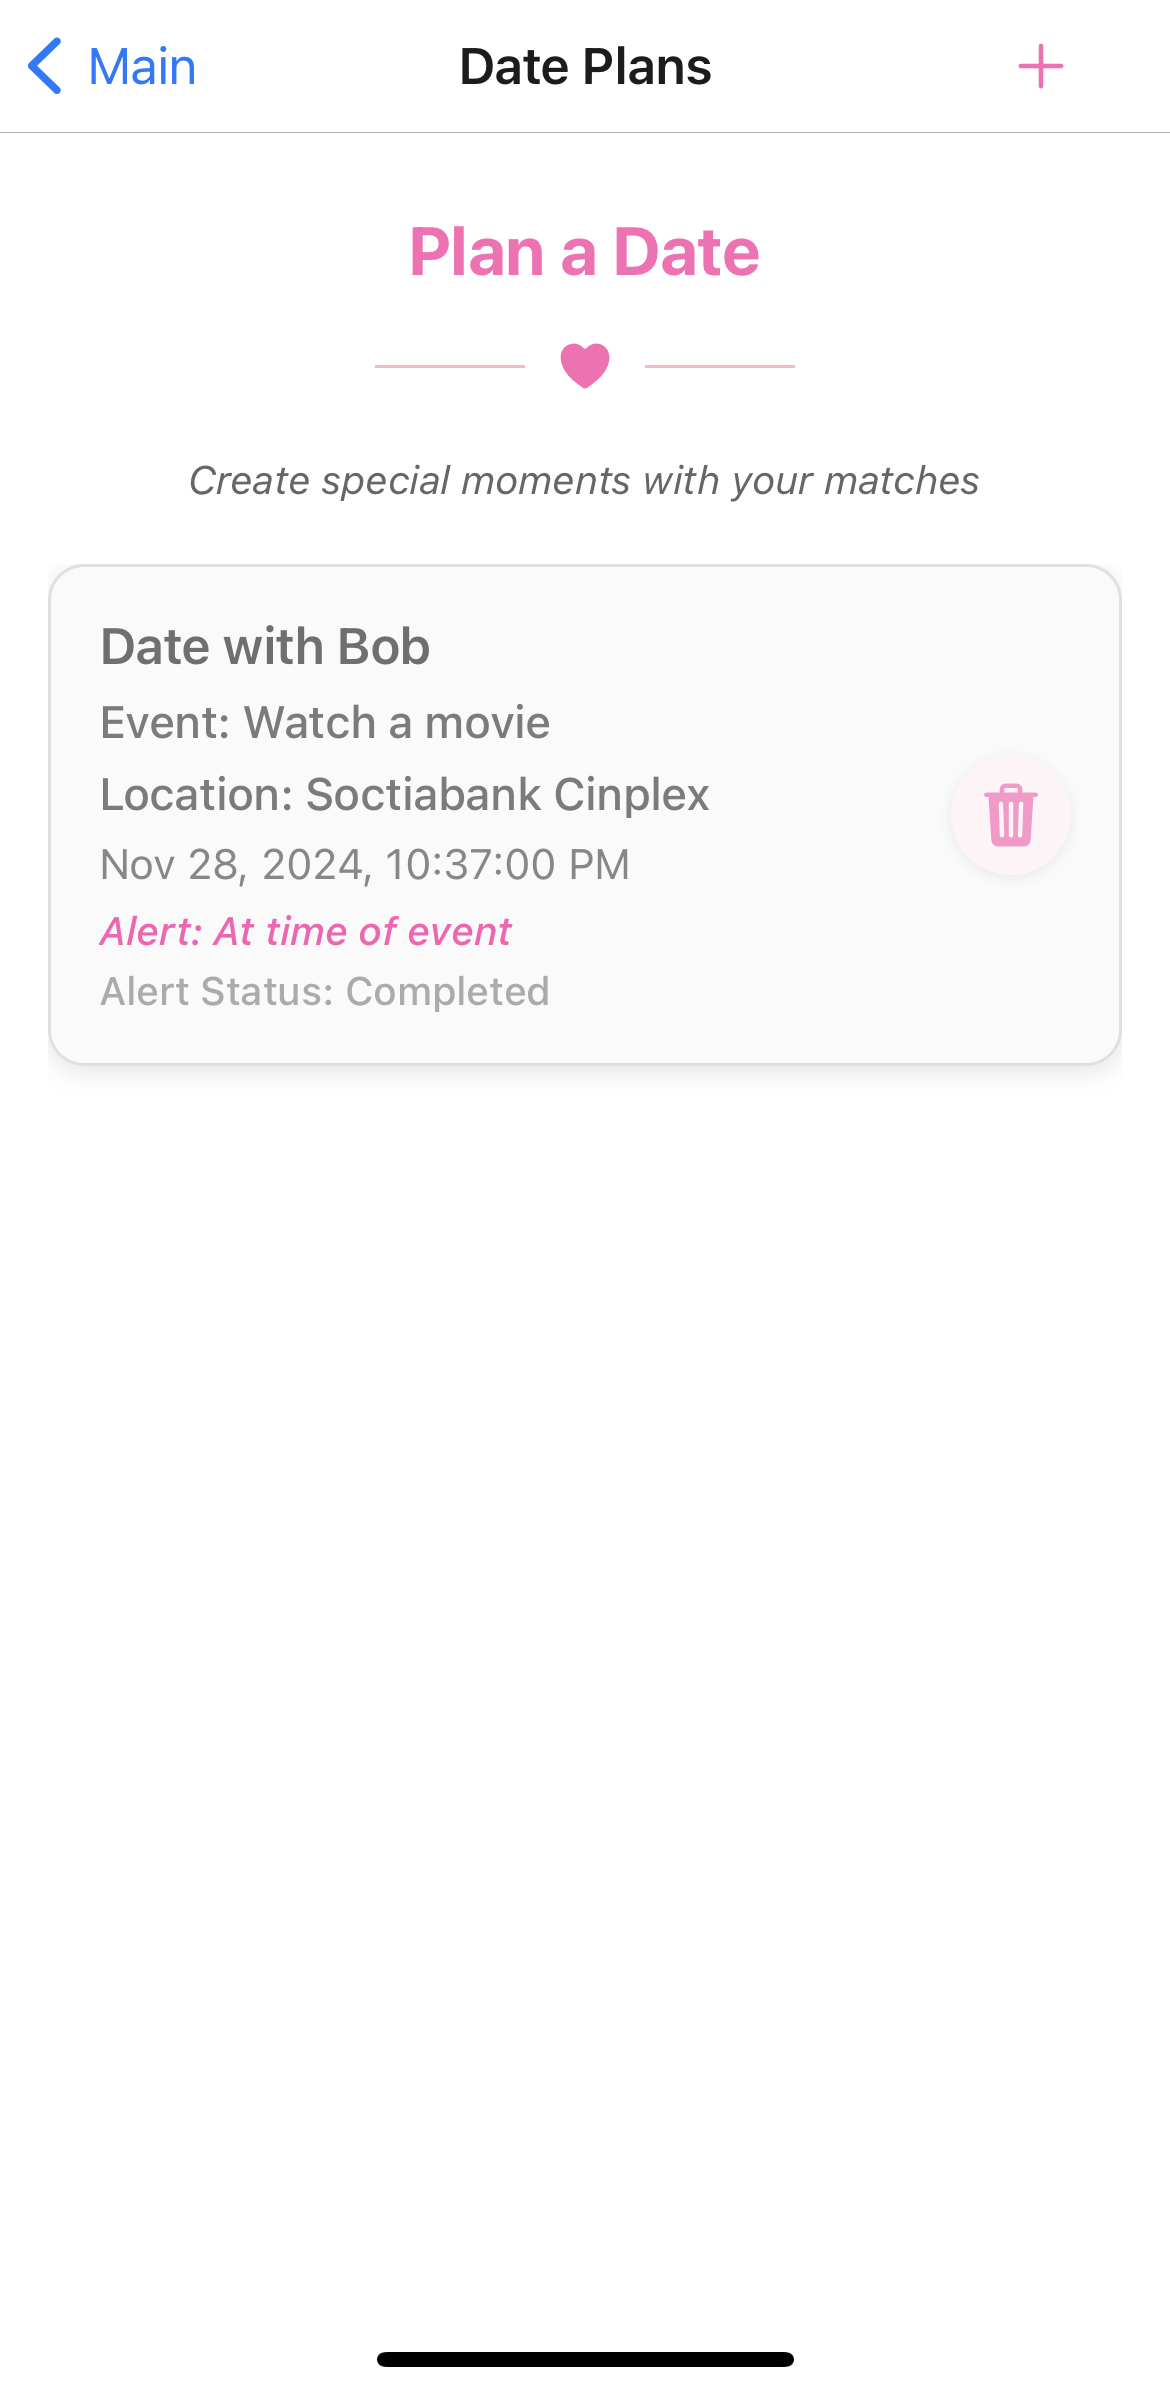 Main
Date Plans
Plan a Date
Create special moments with your matches
Date with Bob
Event: Watch a movie
Location: Soctiabank Cinplex
Nov 28, 2024, 10:37:00 PM
Alert: At time of event
Alert Status: Completed